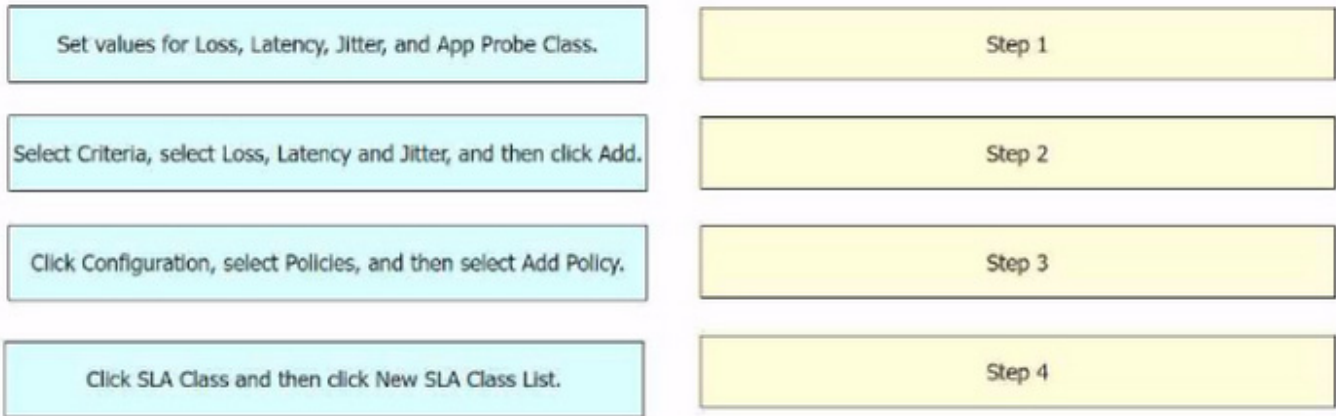 Set values for Loss, Latency, Jitter, and App Probe Class.
Step 1
Select Criteria, select Loss, Latency and Jitter, and then click Add.
Step 2
Click Configuration, select Policies, and then select Add Policy.
Step 3
Click SLA Class and then click New SLA Class List.
Step 4